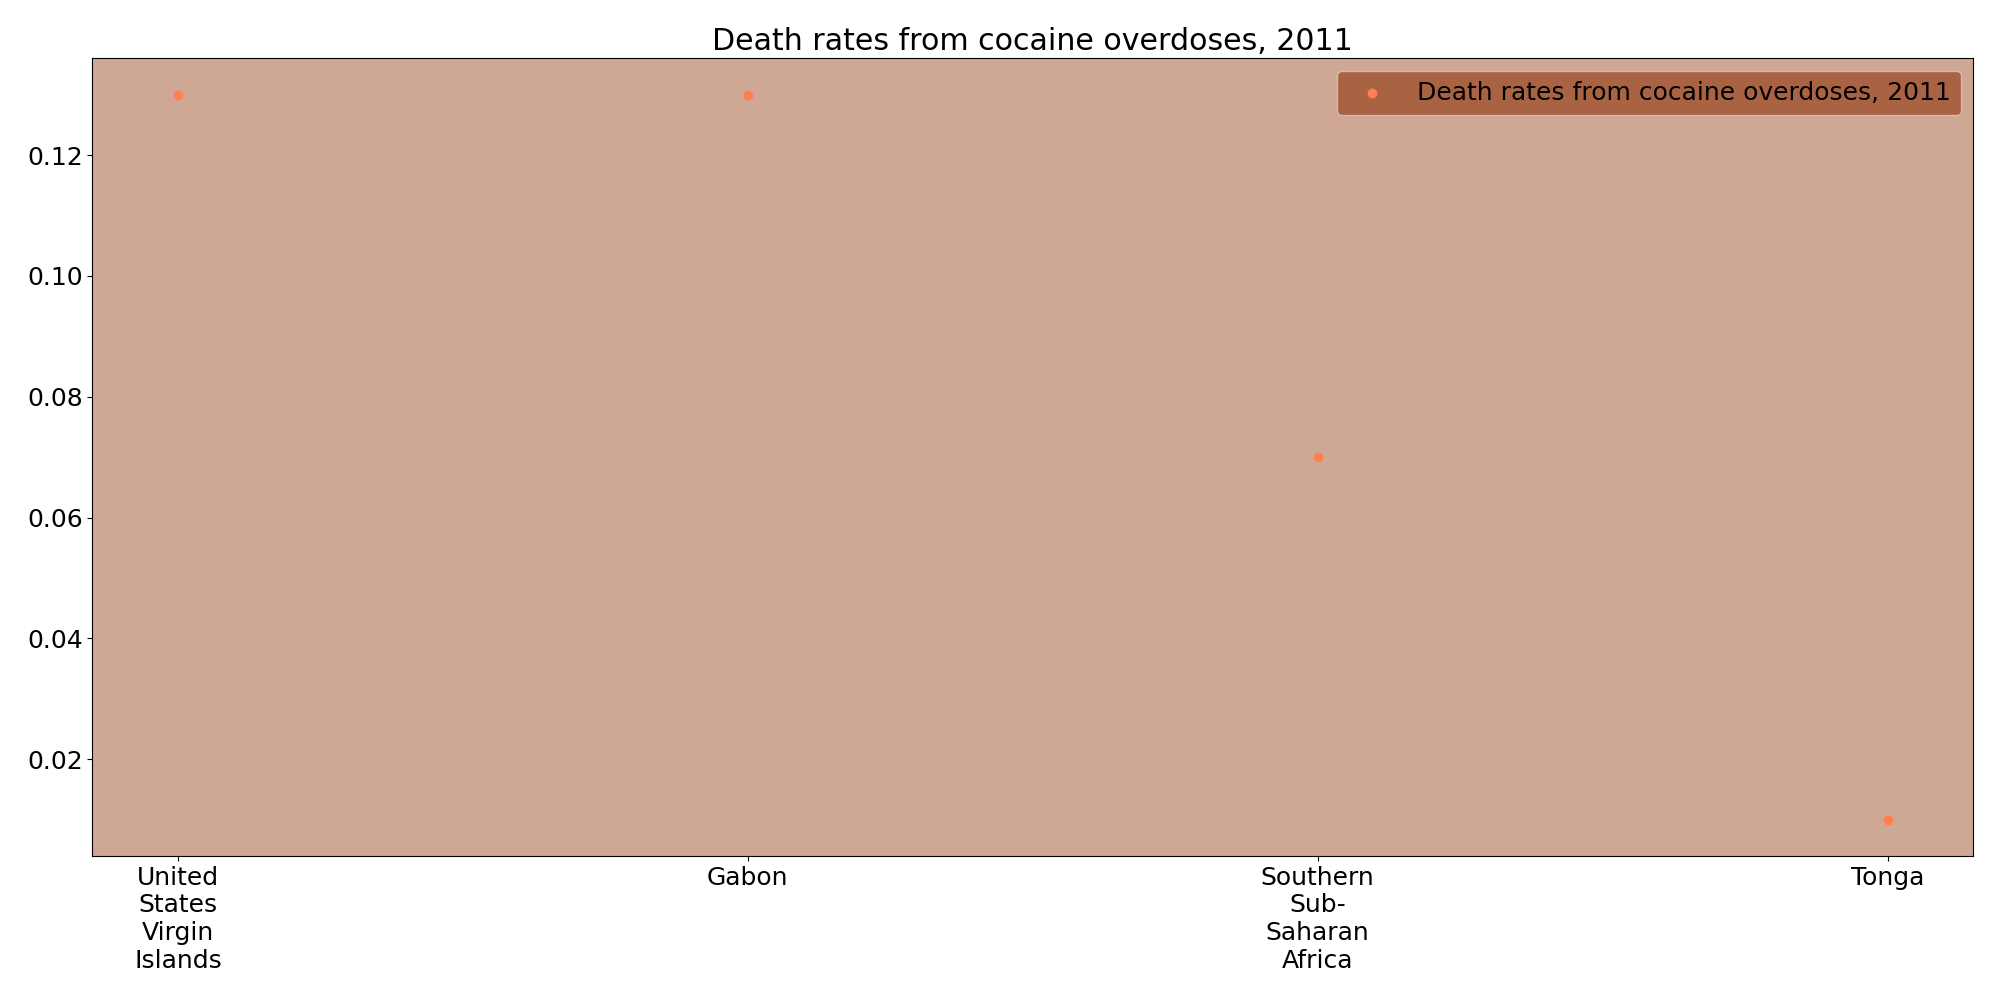 Death rates from cocaine overdoses, 2011
Death rates from cocaine overdoses, 2011
0.12
0.10
0.08
0.06
0.04
0.02
United
States
Virgin
Islands
Gabon
Southern
Sub-
Saharan
Africa
Tonga